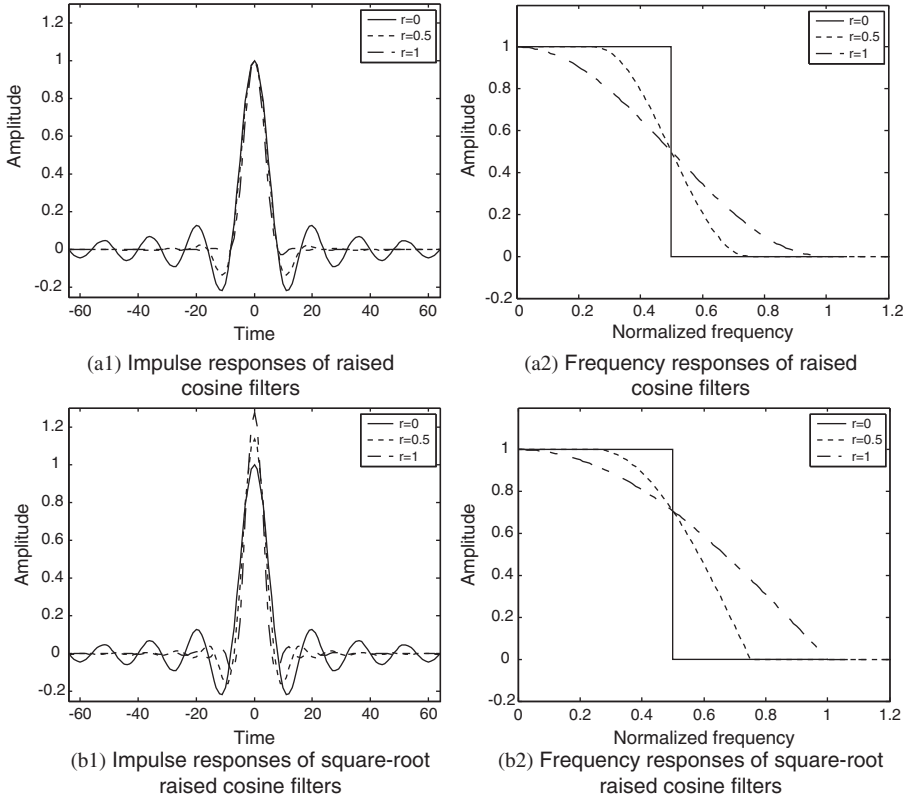 1.2
1
0.8
0.6
0.4
0.2
0
-0.2
Amplitude
-60 -40 -20 0 20 40 60
Time
r=0
r=0.5
r=1
(a1) Impulse responses of raised
cosine filters
1.2
1
0.8
0.6
0.4
0.2
0
-0.2
Amplitude
0 0.2 0.4 0.6 0.8 1 1.2
Normalized frequency
r=0
r=0.5
r=1
(a2) Frequency responses of raised
cosine filters
1.2
1
0.8
0.6
0.4
0.2
0
-0.2
Amplitude
-60 -40 -20 0 20 40 60
Time
r=0
r=0.5
r=1
(b1) Impulse responses of square-root
raised cosine filters
1.2
1
0.8
0.6
0.4
0.2
0
-0.2
Amplitude
0 0.2 0.4 0.6 0.8 1 1.2
Normalized frequency
r=0
r=0.5
r=1
(b2) Frequency responses of square-root
raised cosine filters